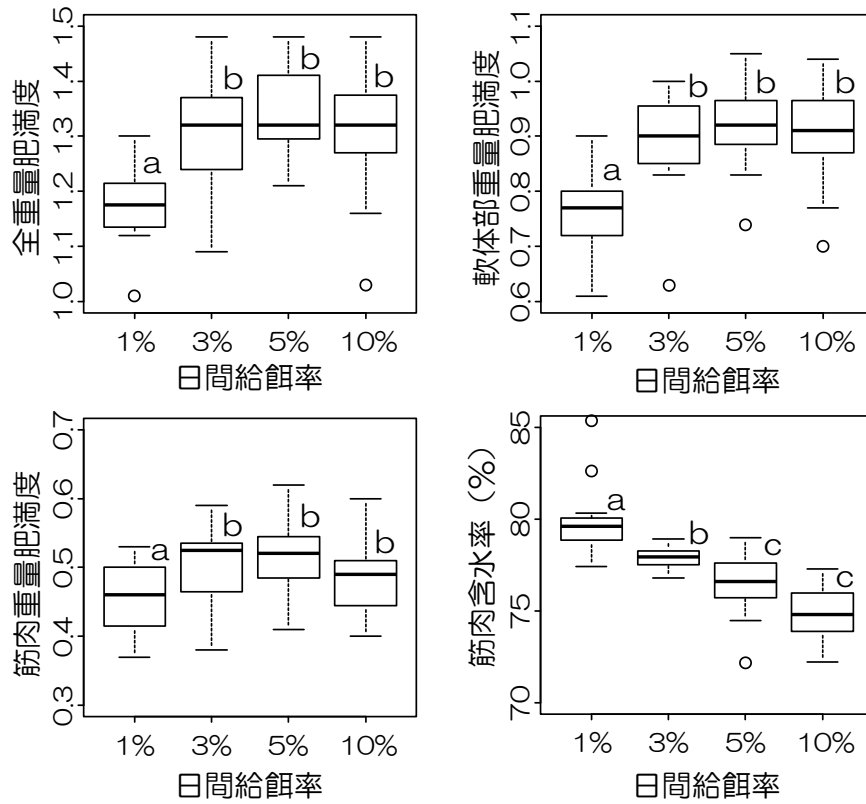 全重量肥満度
1.5
1.4
1.3
1.2
1.1
1.0
a
b
b
b
1%
3%
5%
10%
日間給餌率
軟体部重量肥満度
1.1
1.0
0.9
0.8
0.7
0.6
a
b
b
b
1%
3%
5%
10%
日間給餌率
筋肉重量肥満度
0.7
0.6
0.5
0.4
0.3
a
b
b
b
1%
3%
5%
10%
日間給餌率
筋肉含水率 (%)
85
80
75
70
a
b
c
c
1%
3%
5%
10%
日間給餌率